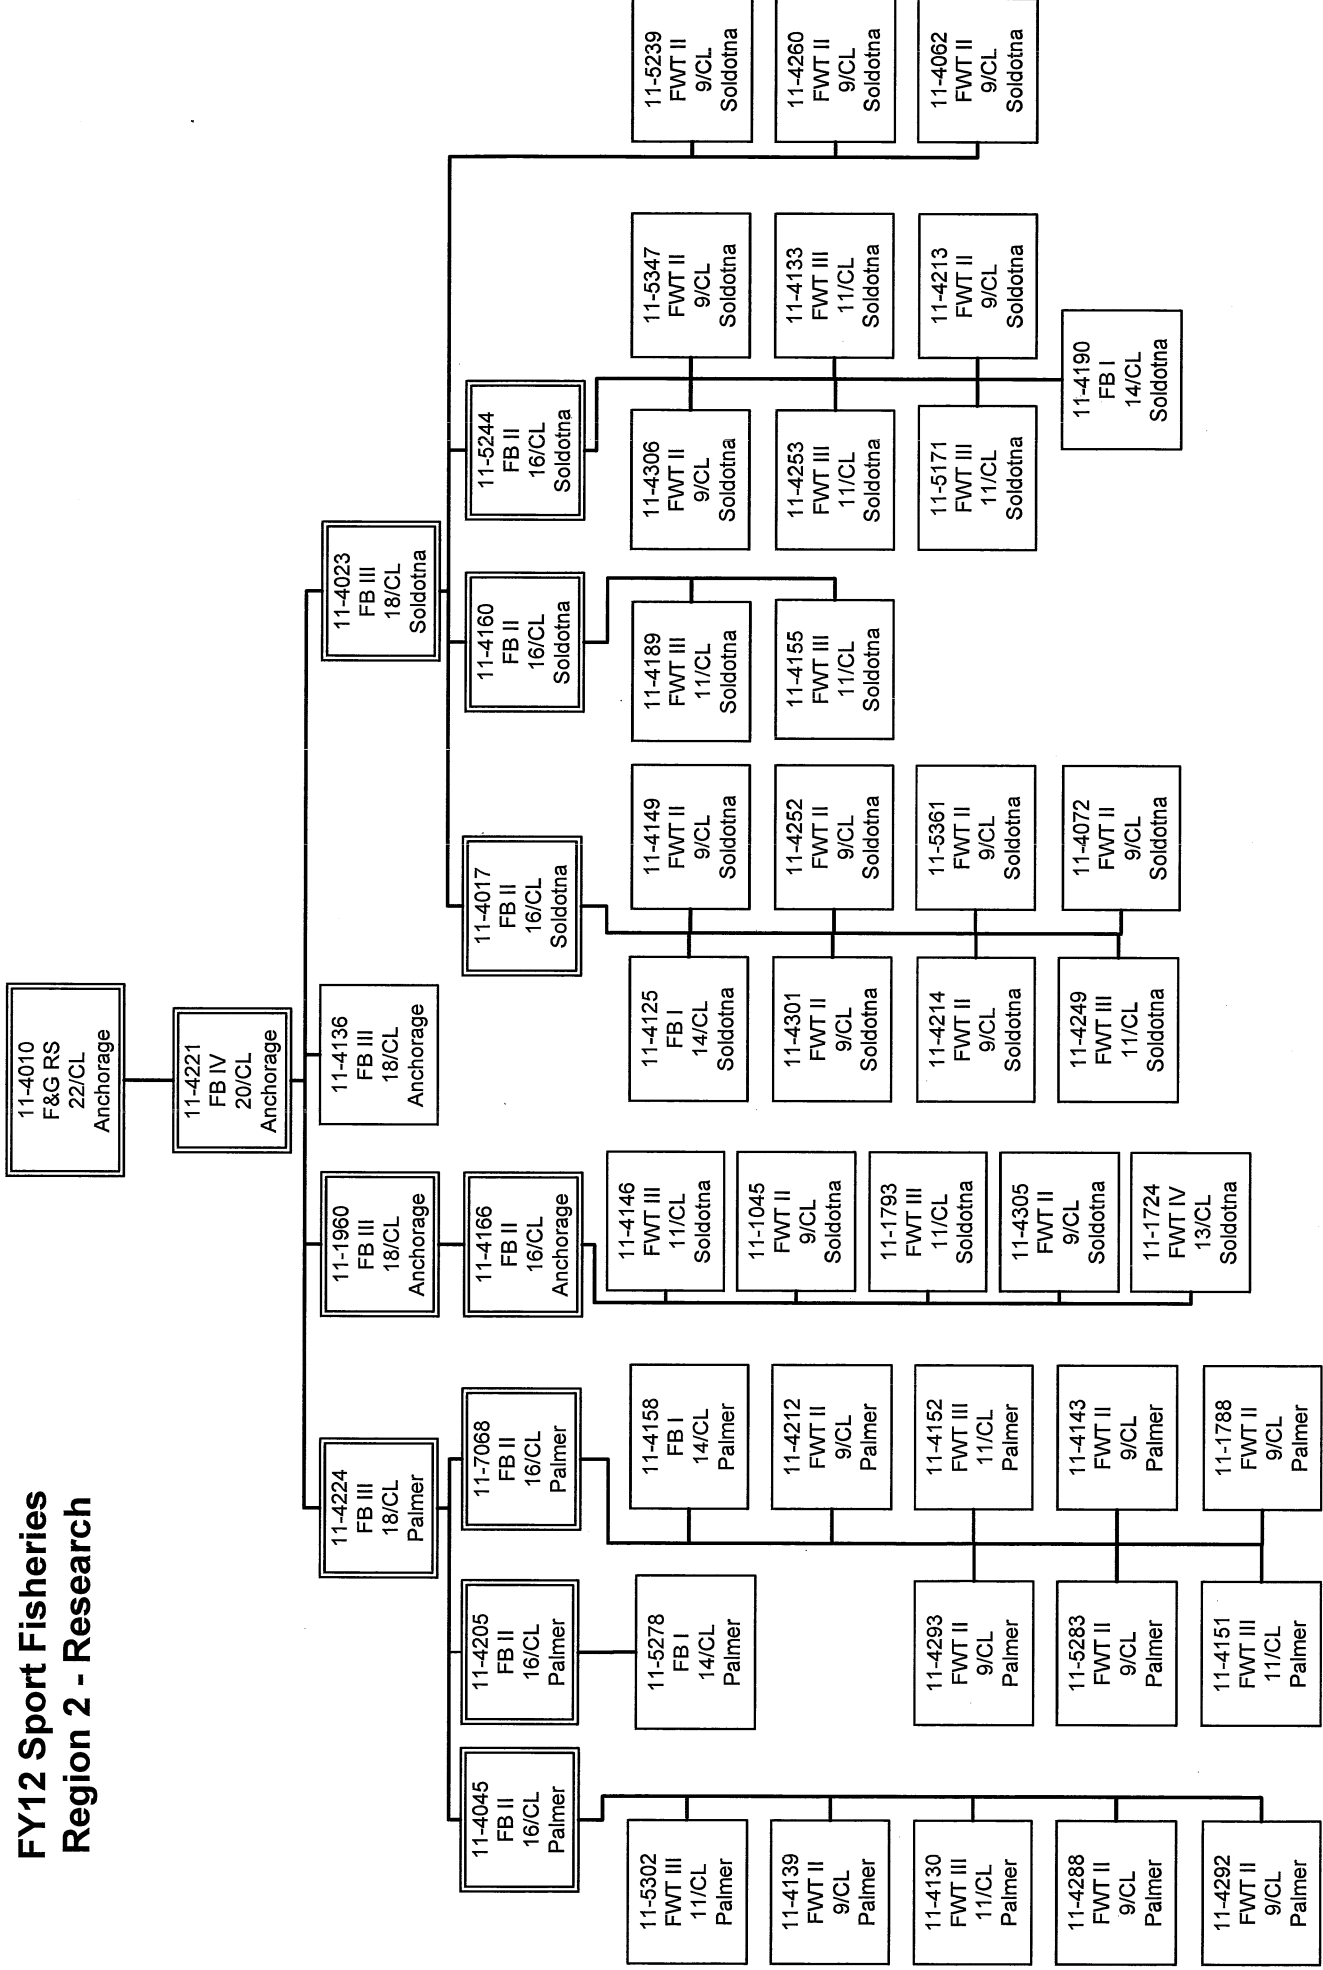 FY12 Sport Fisheries
Region 2 - Research
11-4010
F&G RS
22/CL
Anchorage
11-4221
FB IV
20/CL
Anchorage
11-4224
FB III
18/CL
Palmer
11-1960
FB III
18/CL
Anchorage
11-4136
FB III
18/CL
Anchorage
11-4023
FB III
18/CL
Soldotna
11-4045
FB II
16/CL
Palmer
11-4205
FB II
16/CL
Palmer
11-7068
FB II
16/CL
Palmer
11-4166
FB II
16/CL
Anchorage
11-4017
FB II
16/CL
Soldotna
11-4160
FB II
16/CL
Soldotna
11-5244
FB II
16/CL
Soldotna
11-5302
FWT III
11/CL
Palmer
11-4139
FWT II
9/CL
Palmer
11-4130
FWT III
11/CL
Palmer
11-4288
FWT II
9/CL
Palmer
11-4292
FWT II
9/CL
Palmer
11-5278
FB I
14/CL
Palmer
11-4158
FB I
14/CL
Palmer
11-4212
FWT II
9/CL
Palmer
11-4293
FWT II
9/CL
Palmer
11-4152
FWT III
11/CL
Palmer
11-5283
FWT II
9/CL
Palmer
11-4143
FWT II
9/CL
Palmer
11-4151
FWT III
11/CL
Palmer
11-1788
FWT II
9/CL
Palmer
11-4146
FWT III
11/CL
Soldotna
11-1045
FWT II
9/CL
Soldotna
11-1793
FWT III
11/CL
Soldotna
11-4305
FWT II
9/CL
Soldotna
11-1724
FWT IV
13/CL
Soldotna
11-4125
FB I
14/CL
Soldotna
11-4149
FWT II
9/CL
Soldotna
11-4301
FWT II
9/CL
Soldotna
11-4252
FWT II
9/CL
Soldotna
11-4214
FWT II
9/CL
Soldotna
11-5361
FWT II
9/CL
Soldotna
11-4249
FWT III
11/CL
Soldotna
11-4072
FWT II
9/CL
Soldotna
11-4189
FWT III
11/CL
Soldotna
11-4155
FWT III
11/CL
Soldotna
11-4306
FWT II
9/CL
Soldotna
11-5347
FWT II
9/CL
Soldotna
11-4253
FWT III
11/CL
Soldotna
11-4133
FWT III
11/CL
Soldotna
11-5171
FWT III
11/CL
Soldotna
11-4213
FWT II
9/CL
Soldotna
11-4190
FB I
14/CL
Soldotna
11-5239
FWT II
9/CL
Soldotna
11-4260
FWT II
9/CL
Soldotna
11-4062
FWT II
9/CL
Soldotna